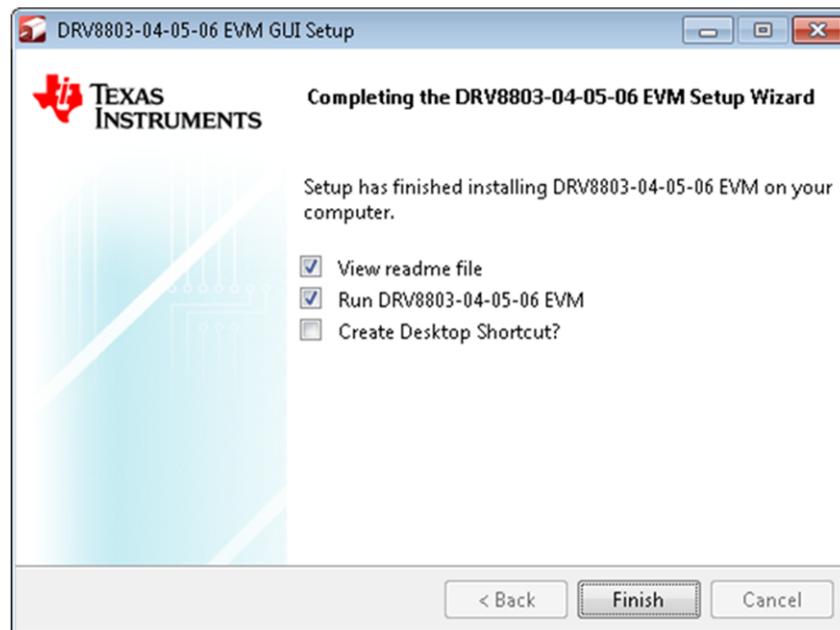 DRV8803-04-05-06 EVM GUI Setup
TEXAS
INSTRUMENTS
Completing the DRV8803-04-05-06 EVM Setup Wizard
Setup has finished installing DRV8803-04-05-06 EVM on your
computer.
View readme file
Run DRV8803-04-05-06 EVM
Create Desktop Shortcut?
< Back
Finish
Cancel